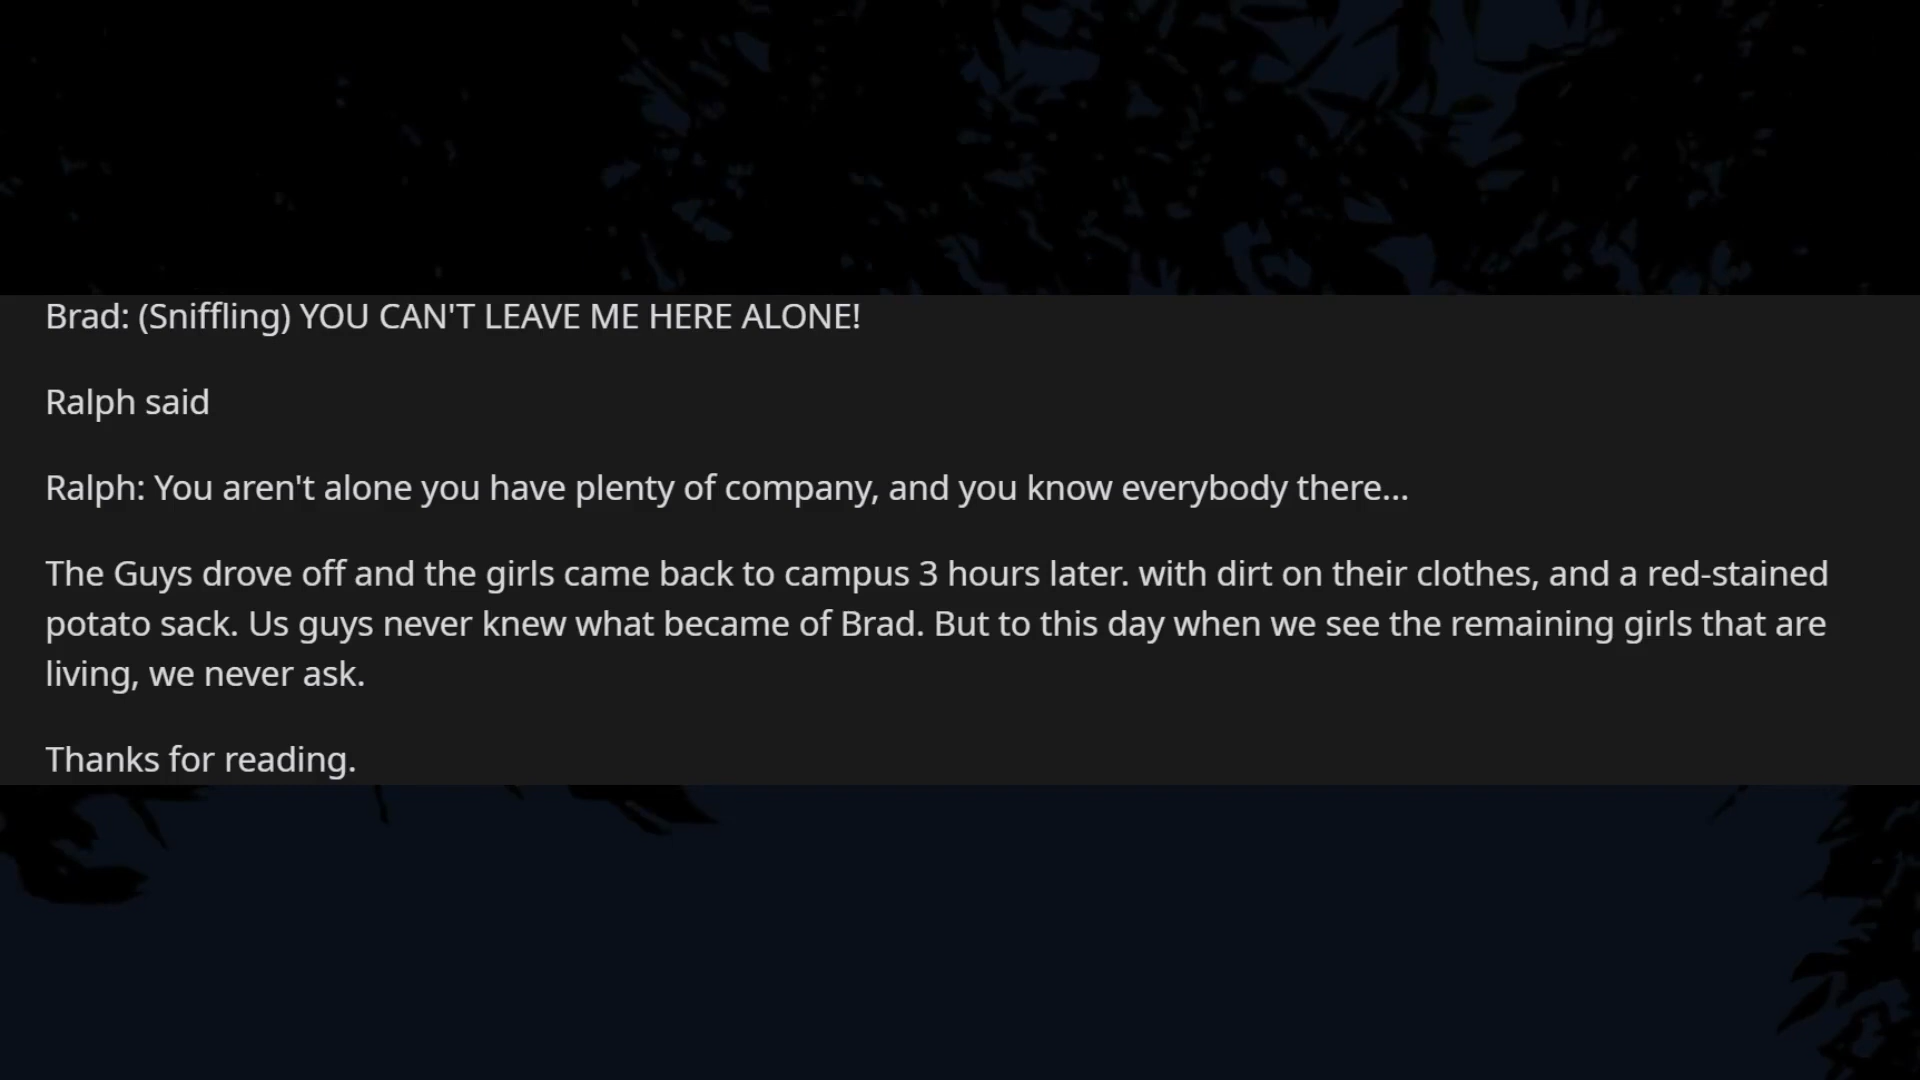 Brad: (Sniffling) YOU CAN'T LEAVE ME HERE ALONE!
Ralph said
Ralph: You aren't alone you have plenty of company, and you know everybody there...
The Guys drove off and the girls came back to campus 3 hours later. with dirt on their clothes, and a red-stained
potato sack. Us guys never knew what became of Brad. But to this day when we see the remaining girls that are
living, we never ask.
Thanks for reading.